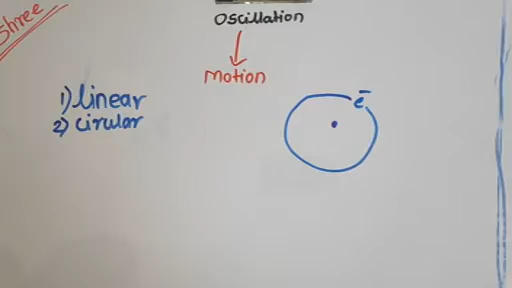 Shree
Oscillation
Motion
1) linear
2) cirular
e⁻